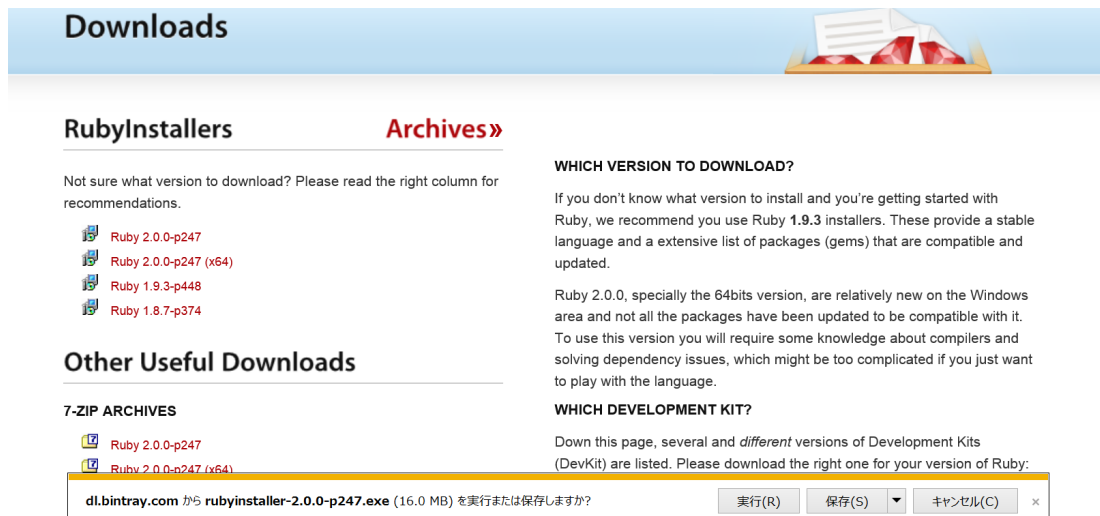 Downloads
RubyInstallers
Archives»
Not sure what version to download? Please read the right column for
recommendations.
Ruby 2.0.0-p247
Ruby 2.0.0-p247 (x64)
Ruby 1.9.3-p448
Ruby 1.8.7-p374
Other Useful Downloads
7-ZIP ARCHIVES
Ruby 2.0.0-p247
Ruby 2.0.0-p247 (x64)
WHICH VERSION TO DOWNLOAD?
If you don’t know what version to install and you’re getting started with
Ruby, we recommend you use Ruby 1.9.3 installers. These provide a stable
language and a extensive list of packages (gems) that are compatible and
updated.
Ruby 2.0.0, specially the 64bits version, are relatively new on the Windows
area and not all the packages have been updated to be compatible with it.
To use this version you will require some knowledge about compilers and
solving dependency issues, which might be too complicated if you just want
to play with the language.
WHICH DEVELOPMENT KIT?
Down this page, several and different versions of Development Kits
(DevKit) are listed. Please download the right one for your version of Ruby:
dl.bintray.com から rubyinstaller-2.0.0-p247.exe (16.0 MB) を実行または保存しますか?
実行(R)
保存(S)
キャンセル(C)
×